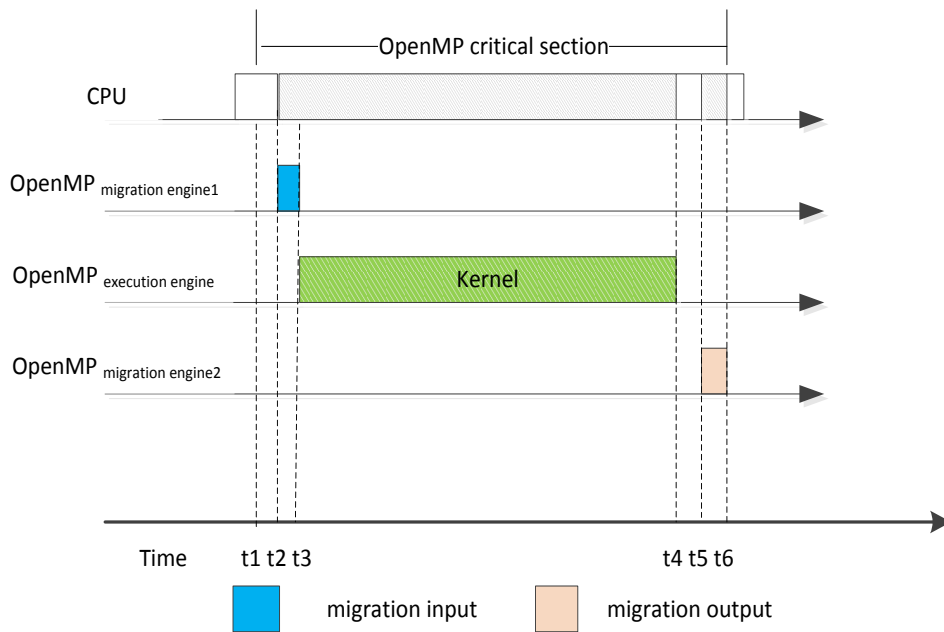 OpenMP critical section
CPU
OpenMP migration engine1
OpenMP execution engine
Kernel
OpenMP migration engine2
Time t1 t2 t3 t4 t5 t6
migration input migration output